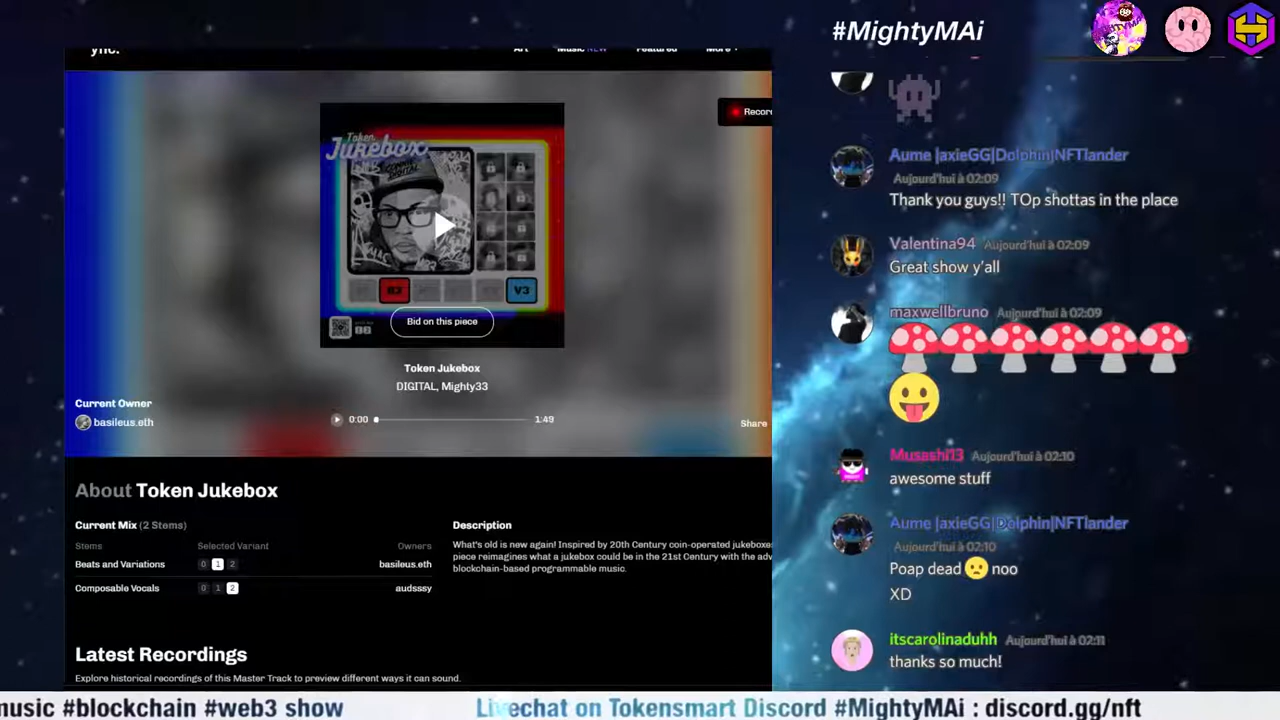 #MightyMAi
Art Music NEW Featured More
Record
Token
Jukebox
V3
Bid on this piece
Token Jukebox
DIGITAL, Mighty33
Current Owner
basileus.eth
0:00 1:49
Share
About Token Jukebox
Current Mix (2 Stems)
Stems Selected Variant Owners
Beats and Variations 0 1 2 basileus.eth
Composable Vocals 0 1 2 audsssy
Description
What's old is new again! Inspired by 20th Century coin-operated jukeboxes
piece reimagines what a jukebox could be in the 21st Century with the adv
blockchain-based programmable music.
Latest Recordings
Explore historical recordings of this Master Track to preview different ways it can sound.
Aume |axieGG|Dolphin|NFTlander
Aujourd'hui à 02:09
Thank you guys!! TOp shottas in the place
Valentina94 Aujourd'hui à 02:09
Great show y'all
maxwellbruno Aujourd'hui à 02:09
Musashi13 Aujourd'hui à 02:10
awesome stuff
Aume |axieGG|Dolphin|NFTlander
Aujourd'hui à 02:10
Poap dead noo
XD
itscarolinaduhh Aujourd'hui à 02:11
thanks so much!
music #blockchain #web3 show Livechat on Tokensmart Discord #MightyMAi : discord.gg/nft